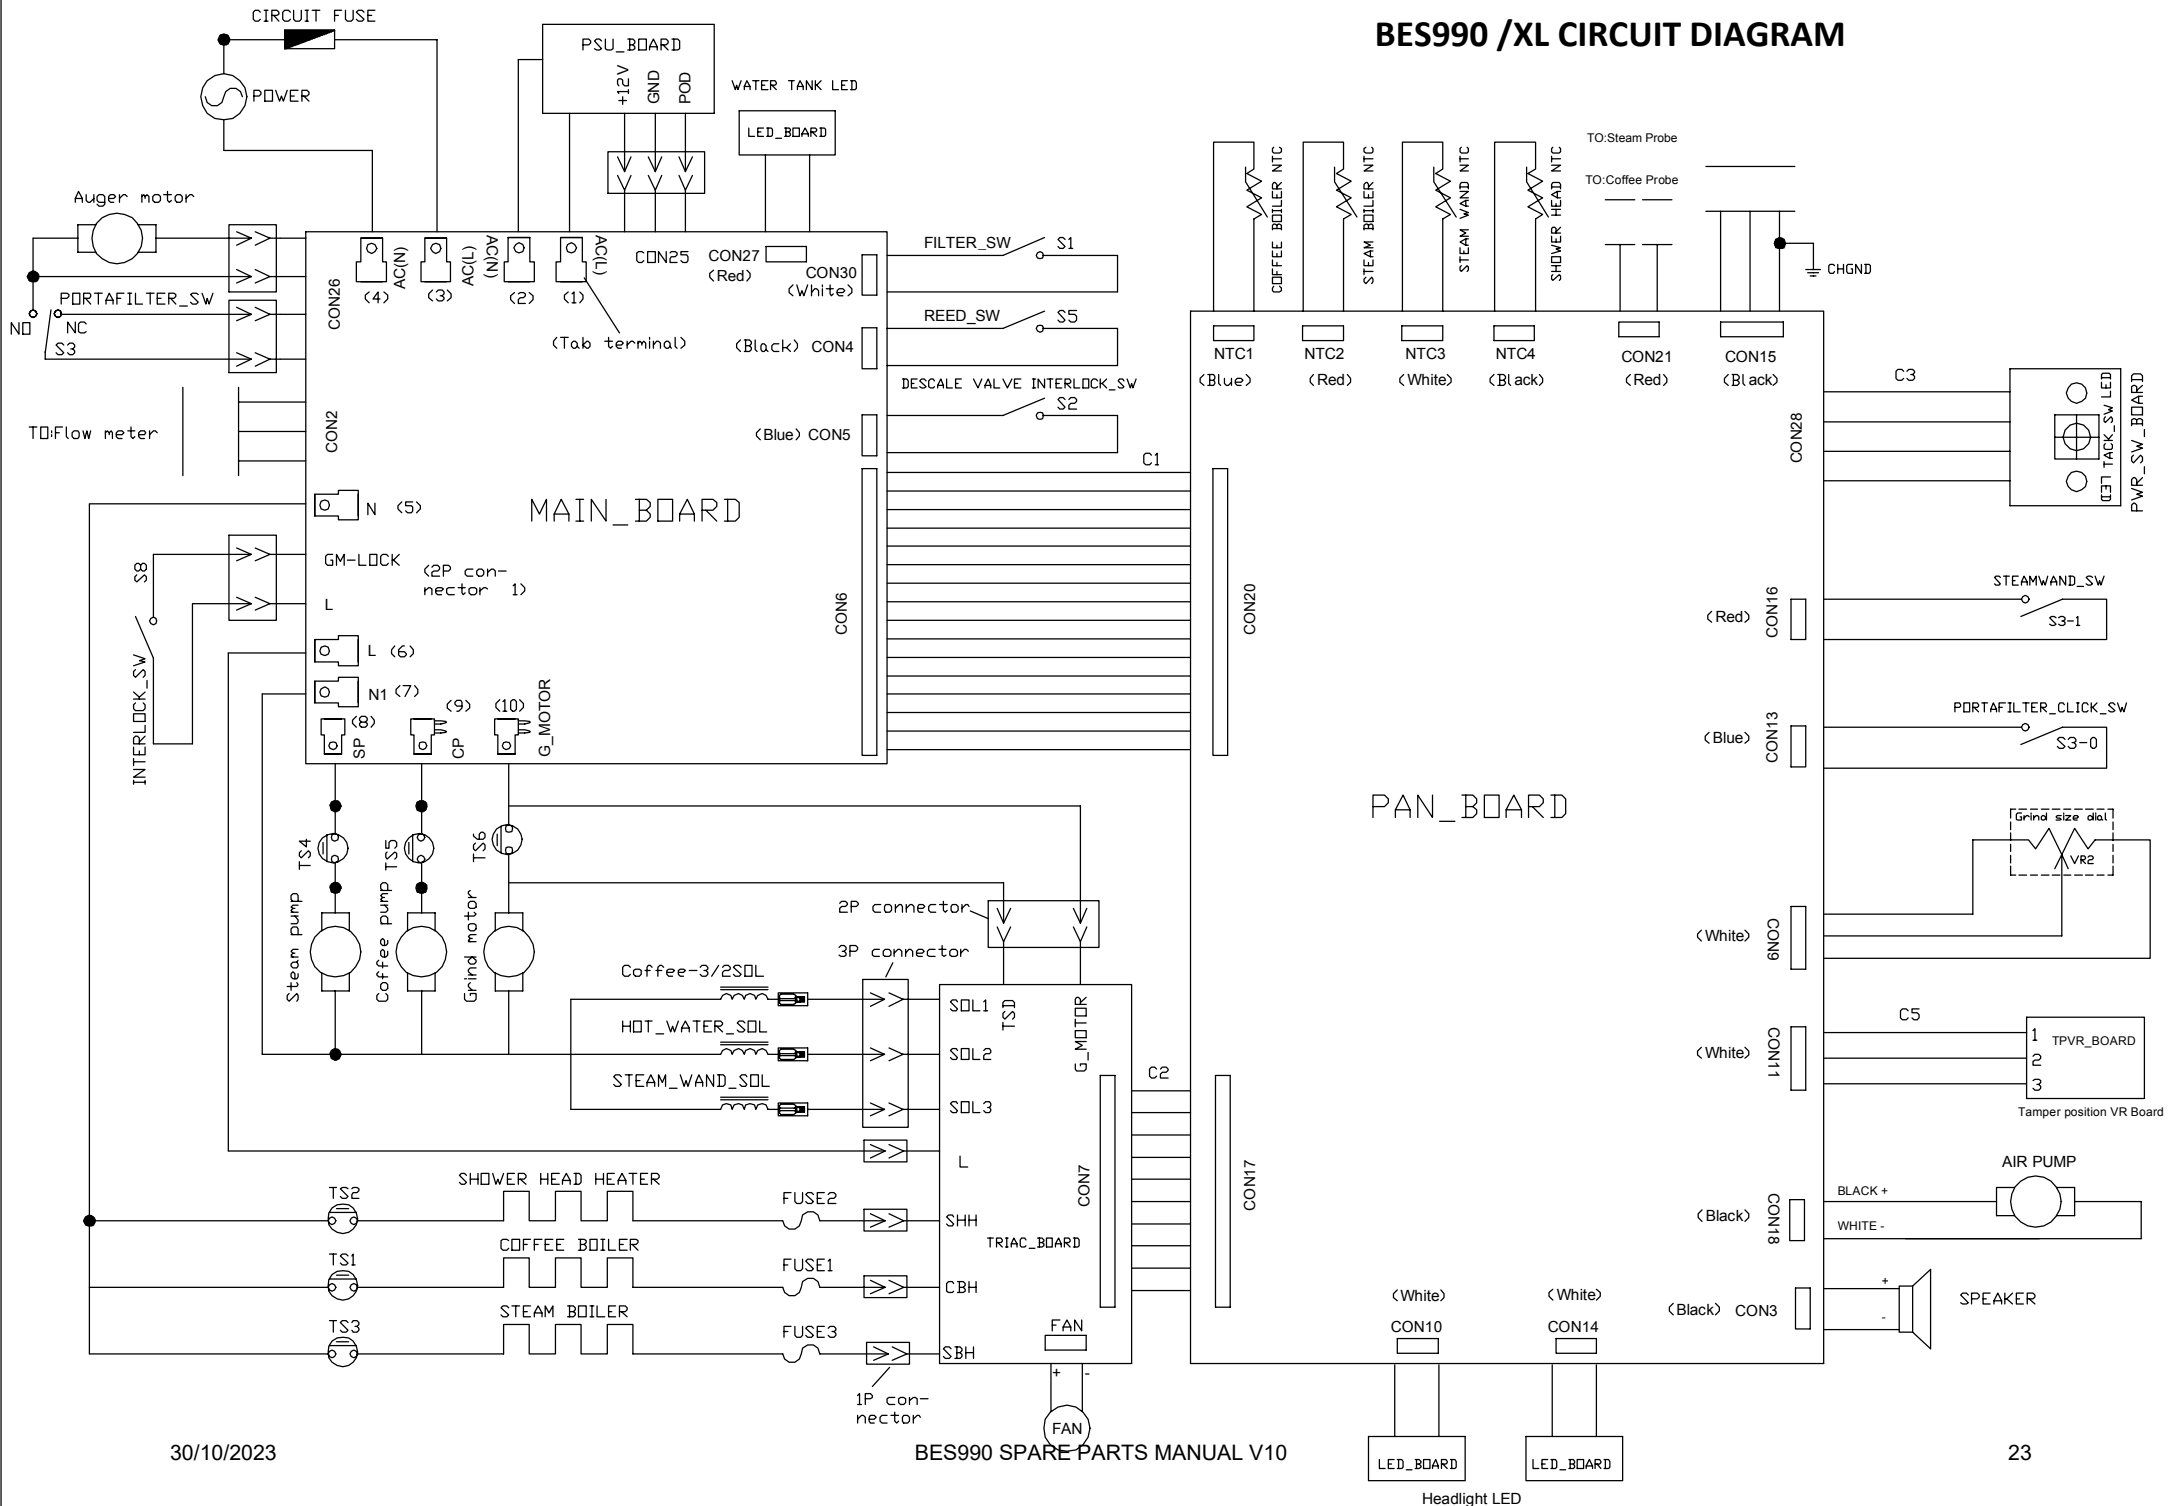 BES990 /XL CIRCUIT DIAGRAM
CIRCUIT FUSE
POWER
PSU_BOARD
+12V
GND
POD
WATER TANK LED
LED_BOARD
Auger motor
PORTAFILTER_SW
NO
NC
S3
CON26
AC(N)
(4)
AC(L)
(3)
AC(N)
(2)
AC(L)
(1)
(Tab terminal)
CON25
CON27
(Red)
CON30
(White)
FILTER_SW
S1
REED_SW
S5
(Black) CON4
DESCALE VALVE INTERLOCK_SW
S2
(Blue) CON5
TO:Flow meter
CON2
N (5)
MAIN_BOARD
GM-LOCK
(2P con-
nector 1)
L
S8
INTERLOCK_SW
L (6)
N1 (7)
(8)
SP
(9)
CP
(10)
G_MOTOR
CON6
C1
CON20
TS4
TS5
TS6
Steam pump
Coffee pump
Grind motor
2P connector
3P connector
Coffee-3/2SOL
HOT_WATER_SOL
STEAM_WAND_SOL
SOL1
SOL2
SOL3
TSD
G_MOTOR
L
CON7
C2
CON17
TRIAC_BOARD
TS2
SHOWER HEAD HEATER
FUSE2
SHH
TS1
COFFEE BOILER
FUSE1
CBH
TS3
STEAM BOILER
FUSE3
SBH
1P con-
nector
FAN
+
-
FAN
COFFEE BOILER NTC
STEAM BOILER NTC
STEAM WAND NTC
SHOWER HEAD NTC
TO:Steam Probe
TO:Coffee Probe
CHGND
NTC1
(Blue)
NTC2
(Red)
NTC3
(White)
NTC4
(Black)
CON21
(Red)
CON15
(Black)
CON28
C3
LED TACK_SW LED
PWR_SW_BOARD
PAN_BOARD
(Red)
CON16
STEAMWAND_SW
S3-1
(Blue)
CON13
PORTAFILTER_CLICK_SW
S3-0
Grind size dial
VR2
(White)
CON9
(White)
CON11
C5
1
2
3
TPVR_BOARD
Tamper position VR Board
(Black)
CON18
AIR PUMP
BLACK +
WHITE -
(Black) CON3
+
-
SPEAKER
(White)
CON10
(White)
CON14
LED_BOARD
LED_BOARD
Headlight LED
30/10/2023
BES990 SPARE PARTS MANUAL V10
23